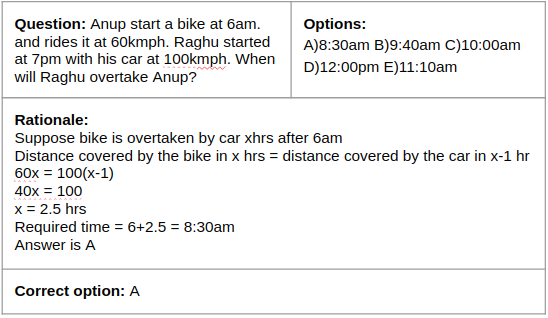 Question: Anup start a bike at 6am.
and rides it at 60kmph. Raghu started
at 7pm with his car at 100kmph. When
will Raghu overtake Anup?
Options:
A)8:30am B)9:40am C)10:00am
D)12:00pm E)11:10am
Rationale:
Suppose bike is overtaken by car xhrs after 6am
Distance covered by the bike in x hrs = distance covered by the car in x-1 hr
60x = 100(x-1)
40x = 100
x = 2.5 hrs
Required time = 6+2.5 = 8:30am
Answer is A
Correct option: A